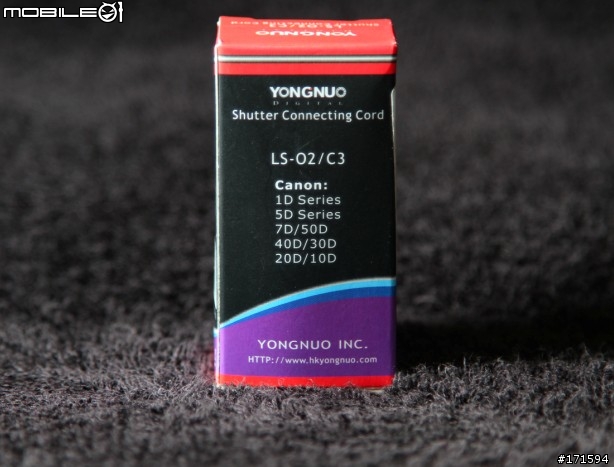 MOBILE01
YONGNUO
YONGNUO
DIGITAL
Shutter Connecting Cord
LS-02/C3
Canon:
1D Series
5D Series
7D/50D
40D/30D
20D/10D
YONGNUO INC.
HTTP://www.hkyongnuo.com
#171594